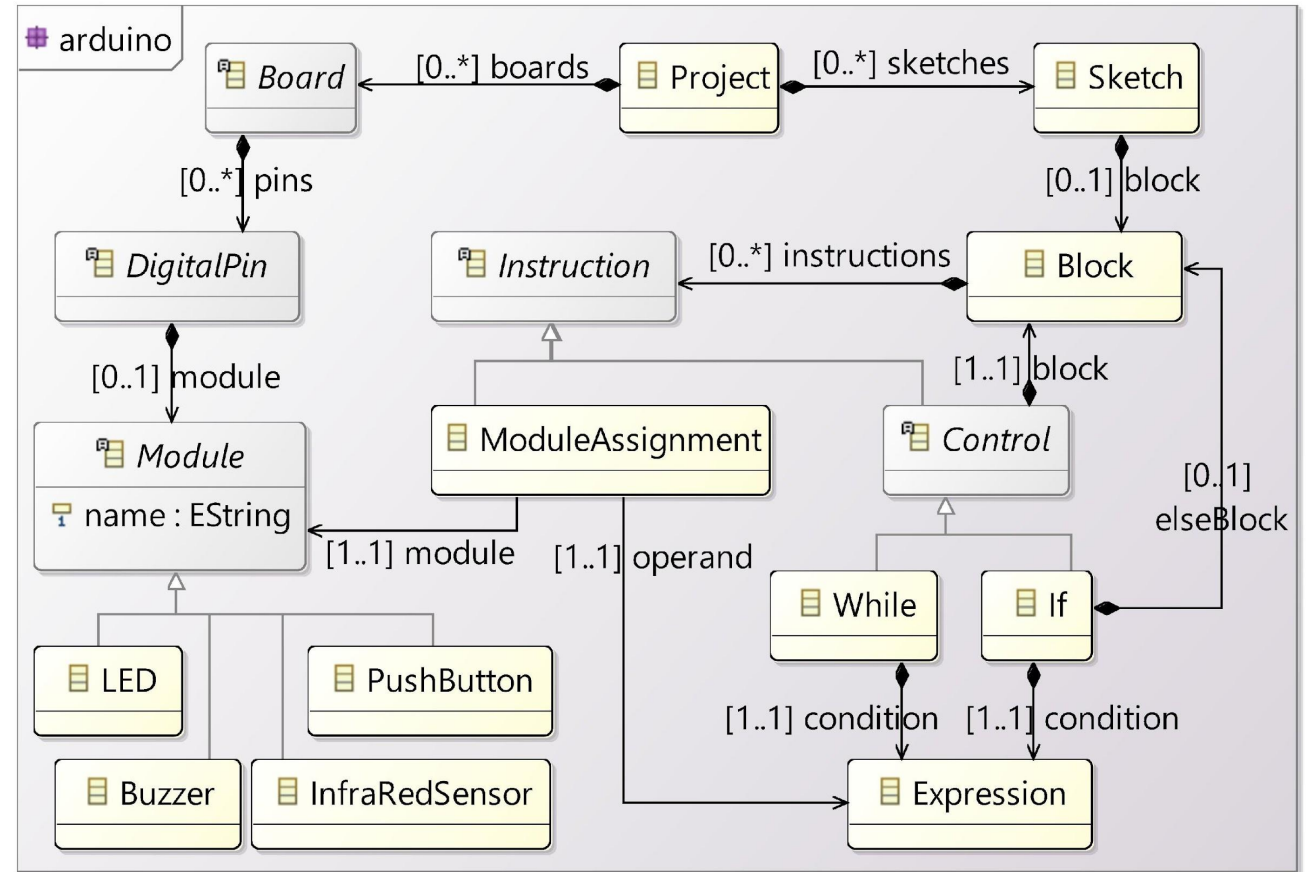 arduino
Board
[0..*] boards
Project
[0..*] sketches
Sketch
[0..*] pins
[0..1] block
DigitalPin
Instruction
[0..*] instructions
Block
[0..1] module
[1..1] block
Module
name : EString
ModuleAssignment
Control
[0..1]
elseBlock
[1..1] module
[1..1] operand
While
If
LED
PushButton
[1..1] condition
[1..1] condition
Buzzer
InfraRedSensor
Expression